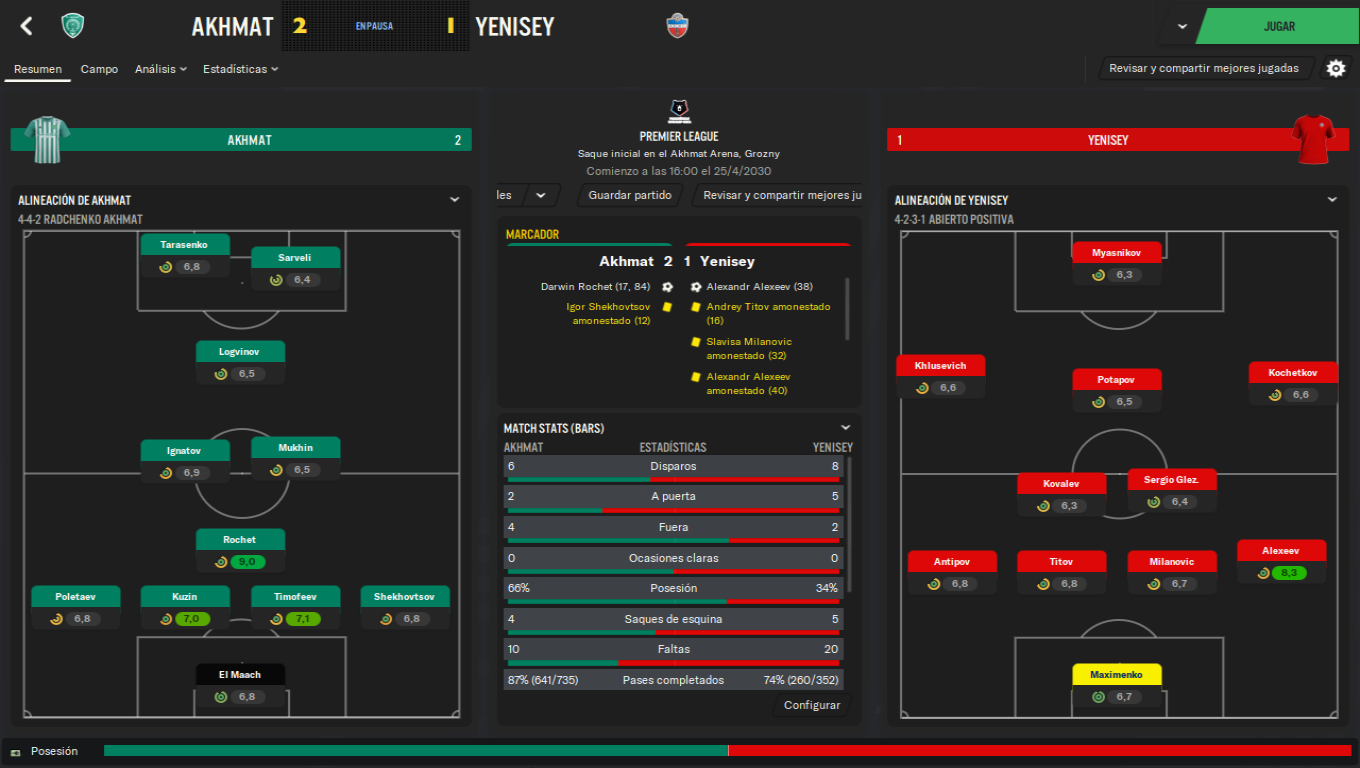 AKHMAT 2 EN PAUSA 1 YENISEY
JUGAR
Resumen Campo Análisis Estadísticas
Revisar y compartir mejores jugadas
AKHMAT 2
PREMIER LEAGUE
Saque inicial en el Akhmat Arena, Grozny
Comienzo a las 16:00 el 25/4/2030
les Guardar partido Revisar y compartir mejores ju
1 YENISEY
ALINEACIÓN DE AKHMAT
4-4-2 RADCHENKO AKHMAT
Tarasenko
6,8
Sarveli
6,4
Logvinov
6,5
Ignatov
6,9
Mukhin
6,5
Rochet
9,0
Poletaev
6,8
Kuzin
7,0
Timofeev
7,1
Shekhovtsov
6,8
El Maach
6,8
MARCADOR
Akhmat 2 1 Yenisey
Darwin Rochet (17, 84)
Igor Shekhovtsov
amonestado (12)
Alexandr Alexeev (38)
Andrey Titov amonestado
(16)
Slavisa Milanovic
amonestado (32)
Alexandr Alexeev
amonestado (40)
MATCH STATS (BARS)
AKHMAT ESTADÍSTICAS YENISEY
6 Disparos 8
2 A puerta 5
4 Fuera 2
0 Ocasiones claras 0
66% Posesión 34%
4 Saques de esquina 5
10 Faltas 20
87% (641/735) Pases completados 74% (260/352)
Configurar
ALINEACIÓN DE YENISEY
4-2-3-1 ABIERTO POSITIVA
Myasnikov
6,3
Khlusevich
6,6
Potapov
6,5
Kochetkov
6,6
Kovalev
6,3
Sergio Glez.
6,4
Antipov
6,8
Titov
6,8
Milanovic
6,7
Alexeev
8,3
Maximenko
6,7
Posesión